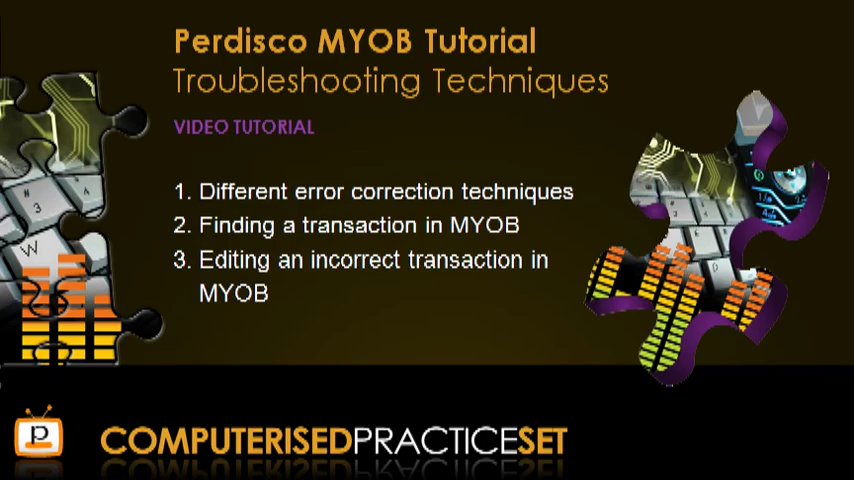 Perdisco MYOB Tutorial
Troubleshooting Techniques
VIDEO TUTORIAL
1. Different error correction techniques
2. Finding a transaction in MYOB
3. Editing an incorrect transaction in
MYOB
p
COMPUTERISEDPRACTICESET